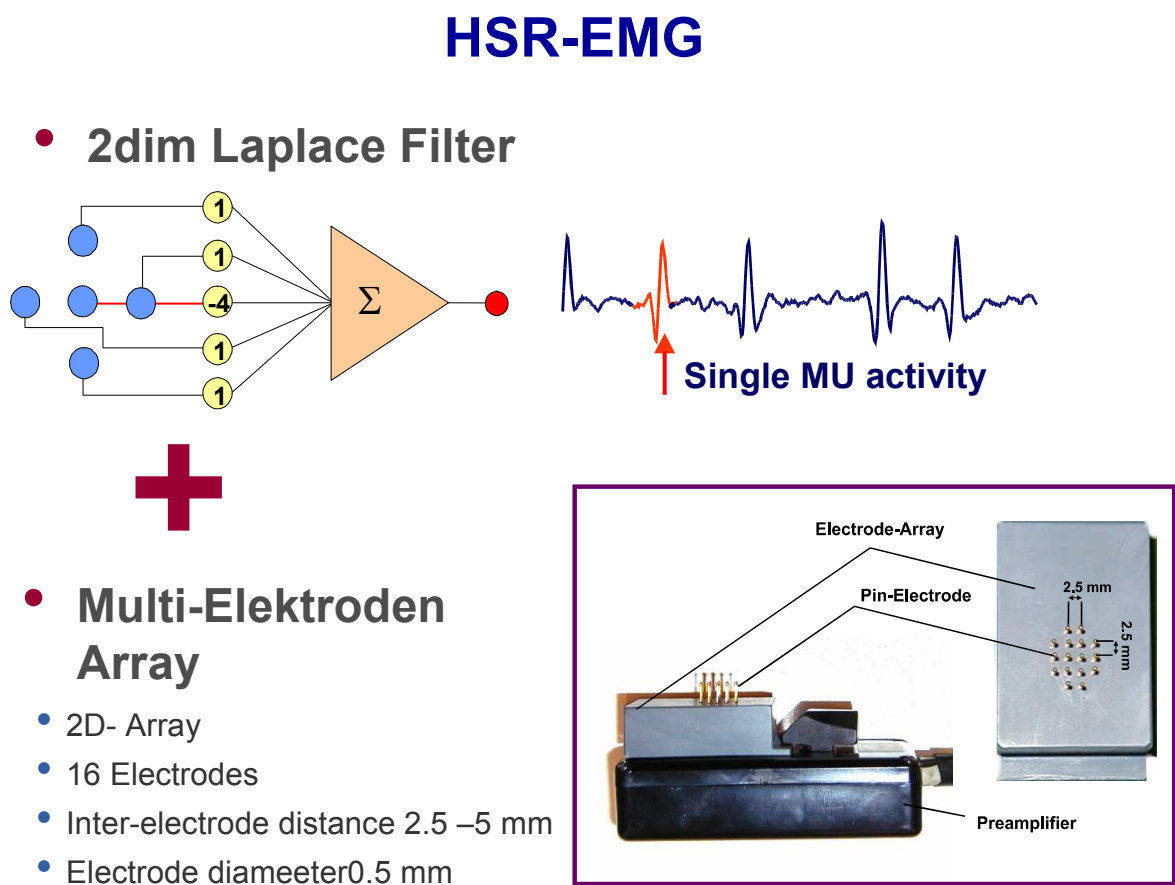 HSR-EMG
• 2dim Laplace Filter
1
1
-4
1
1
Σ
Single MU activity
• Multi-Elektroden
Array
• 2D- Array
• 16 Electrodes
• Inter-electrode distance 2.5 –5 mm
• Electrode diameeter0.5 mm
Electrode-Array
Pin-Electrode
2.5 mm
2.5 mm
Preamplifier